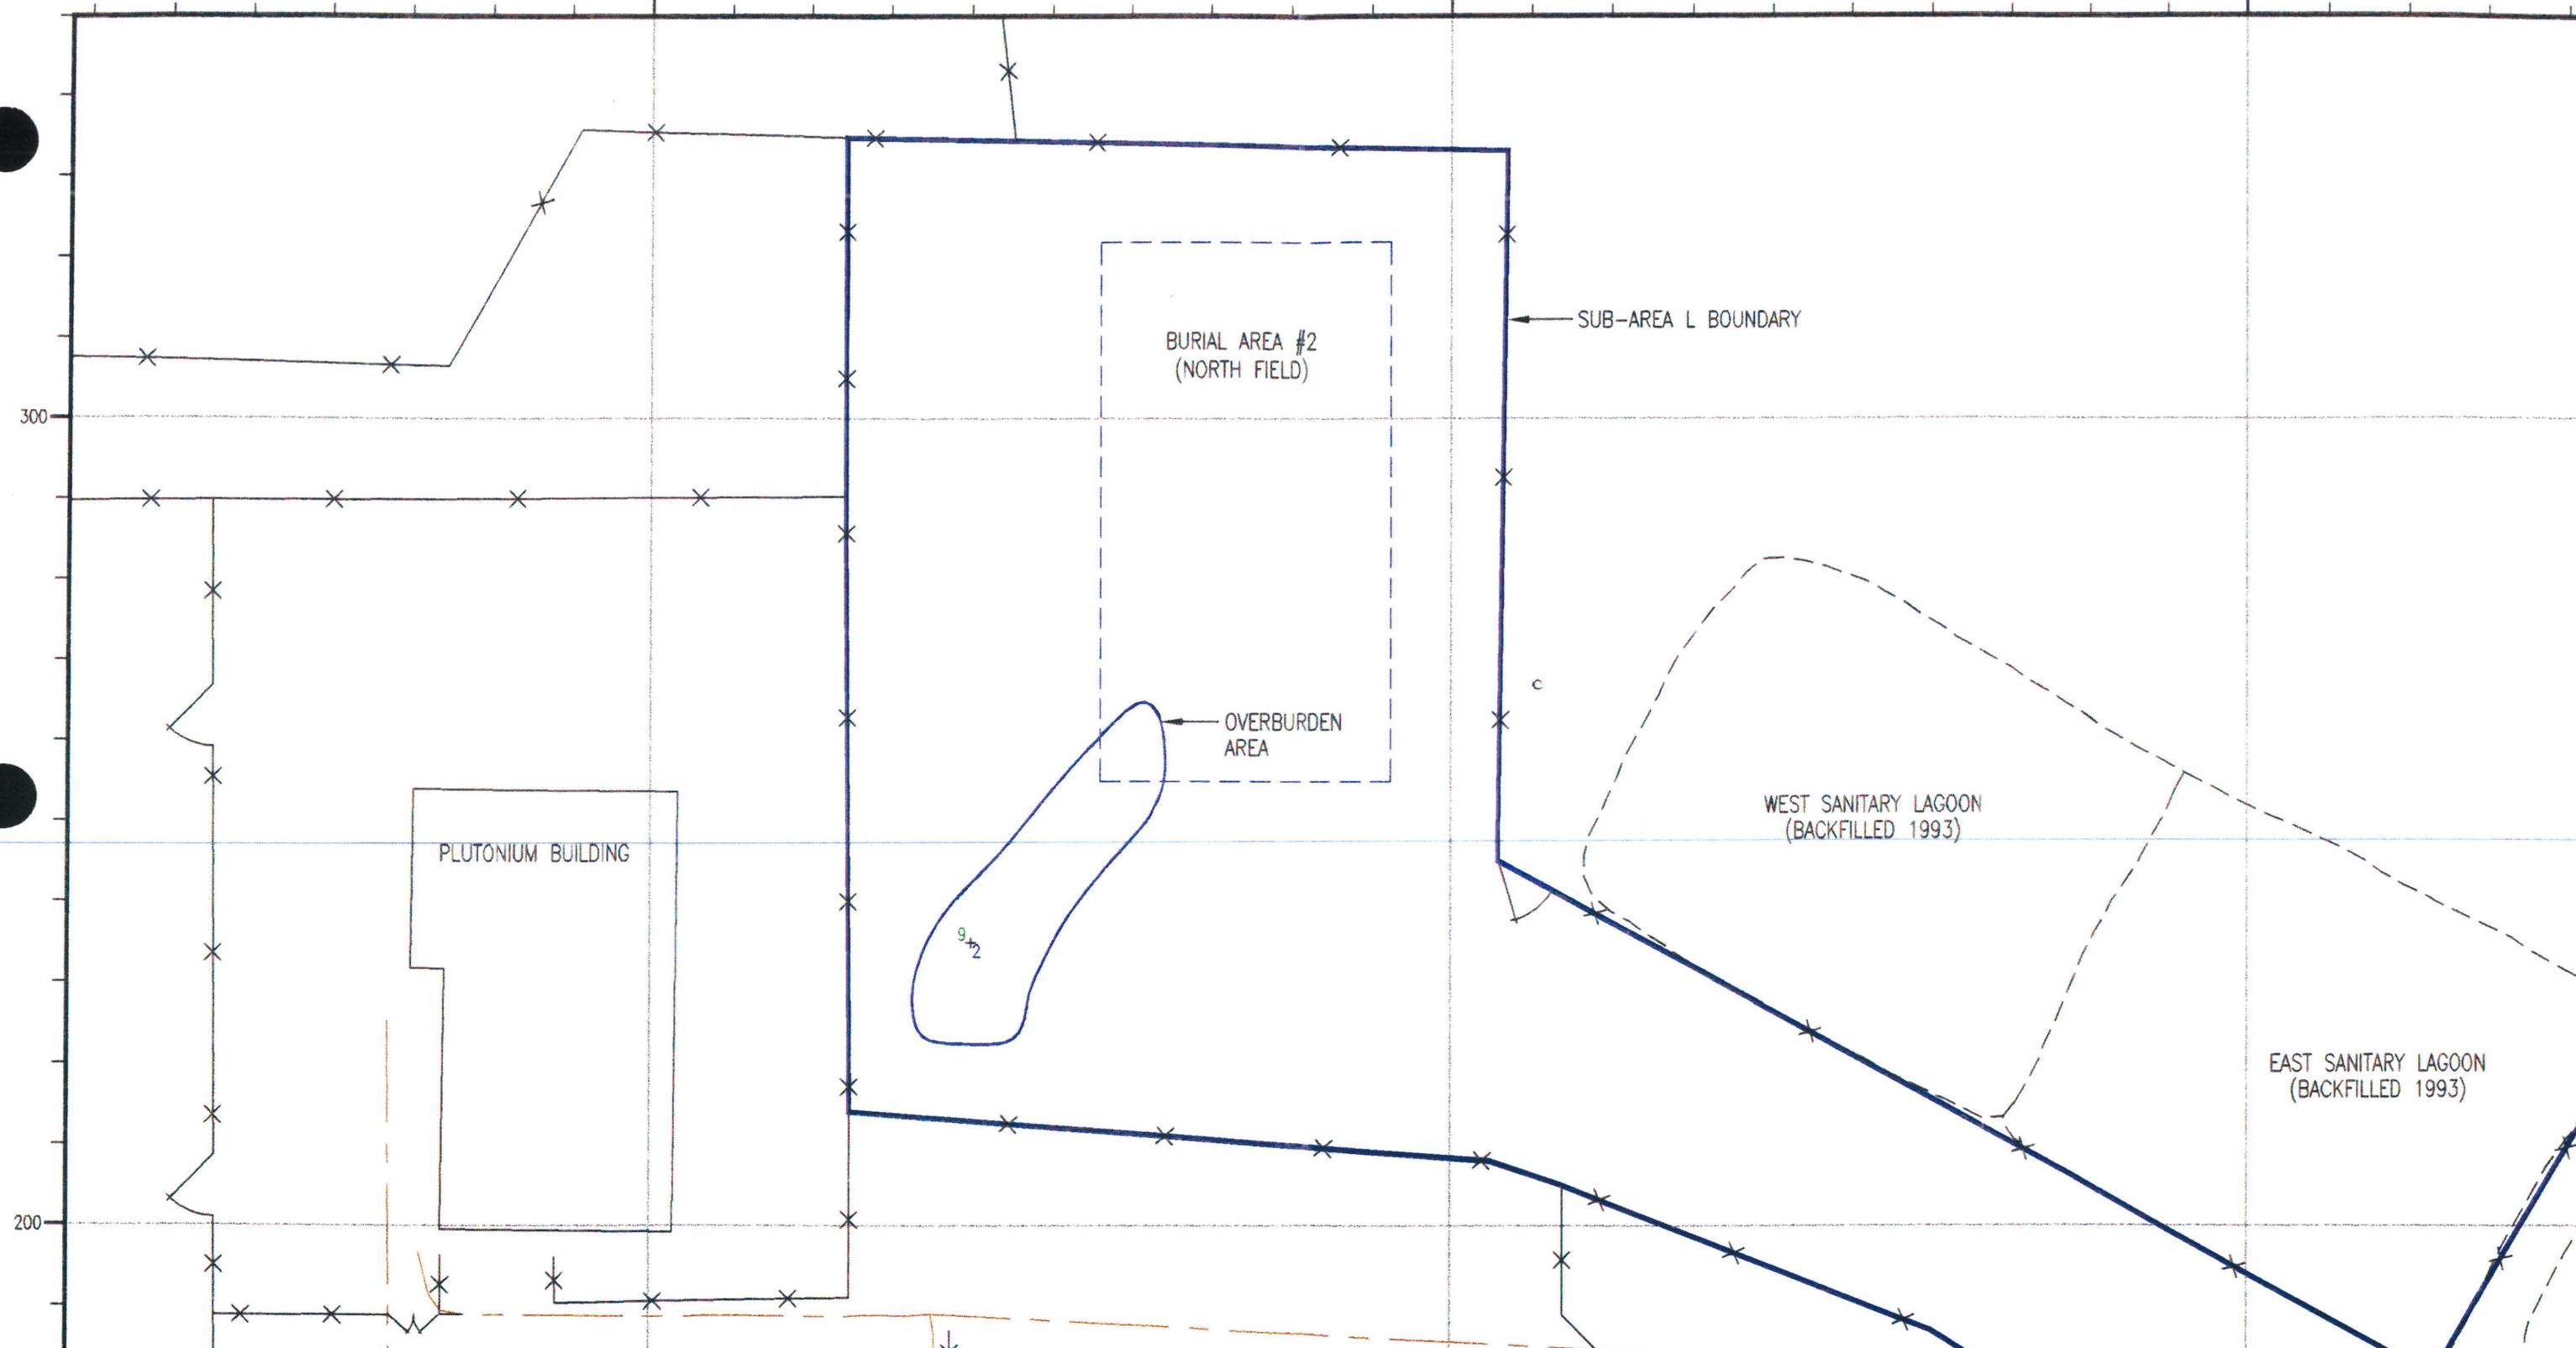 BURIAL AREA #2
(NORTH FIELD)
SUB-AREA L BOUNDARY
300
OVERBURDEN
AREA
C
WEST SANITARY LAGOON
(BACKFILLED 1993)
PLUTONIUM BUILDING
9
2
EAST SANITARY LAGOON
(BACKFILLED 1993)
200